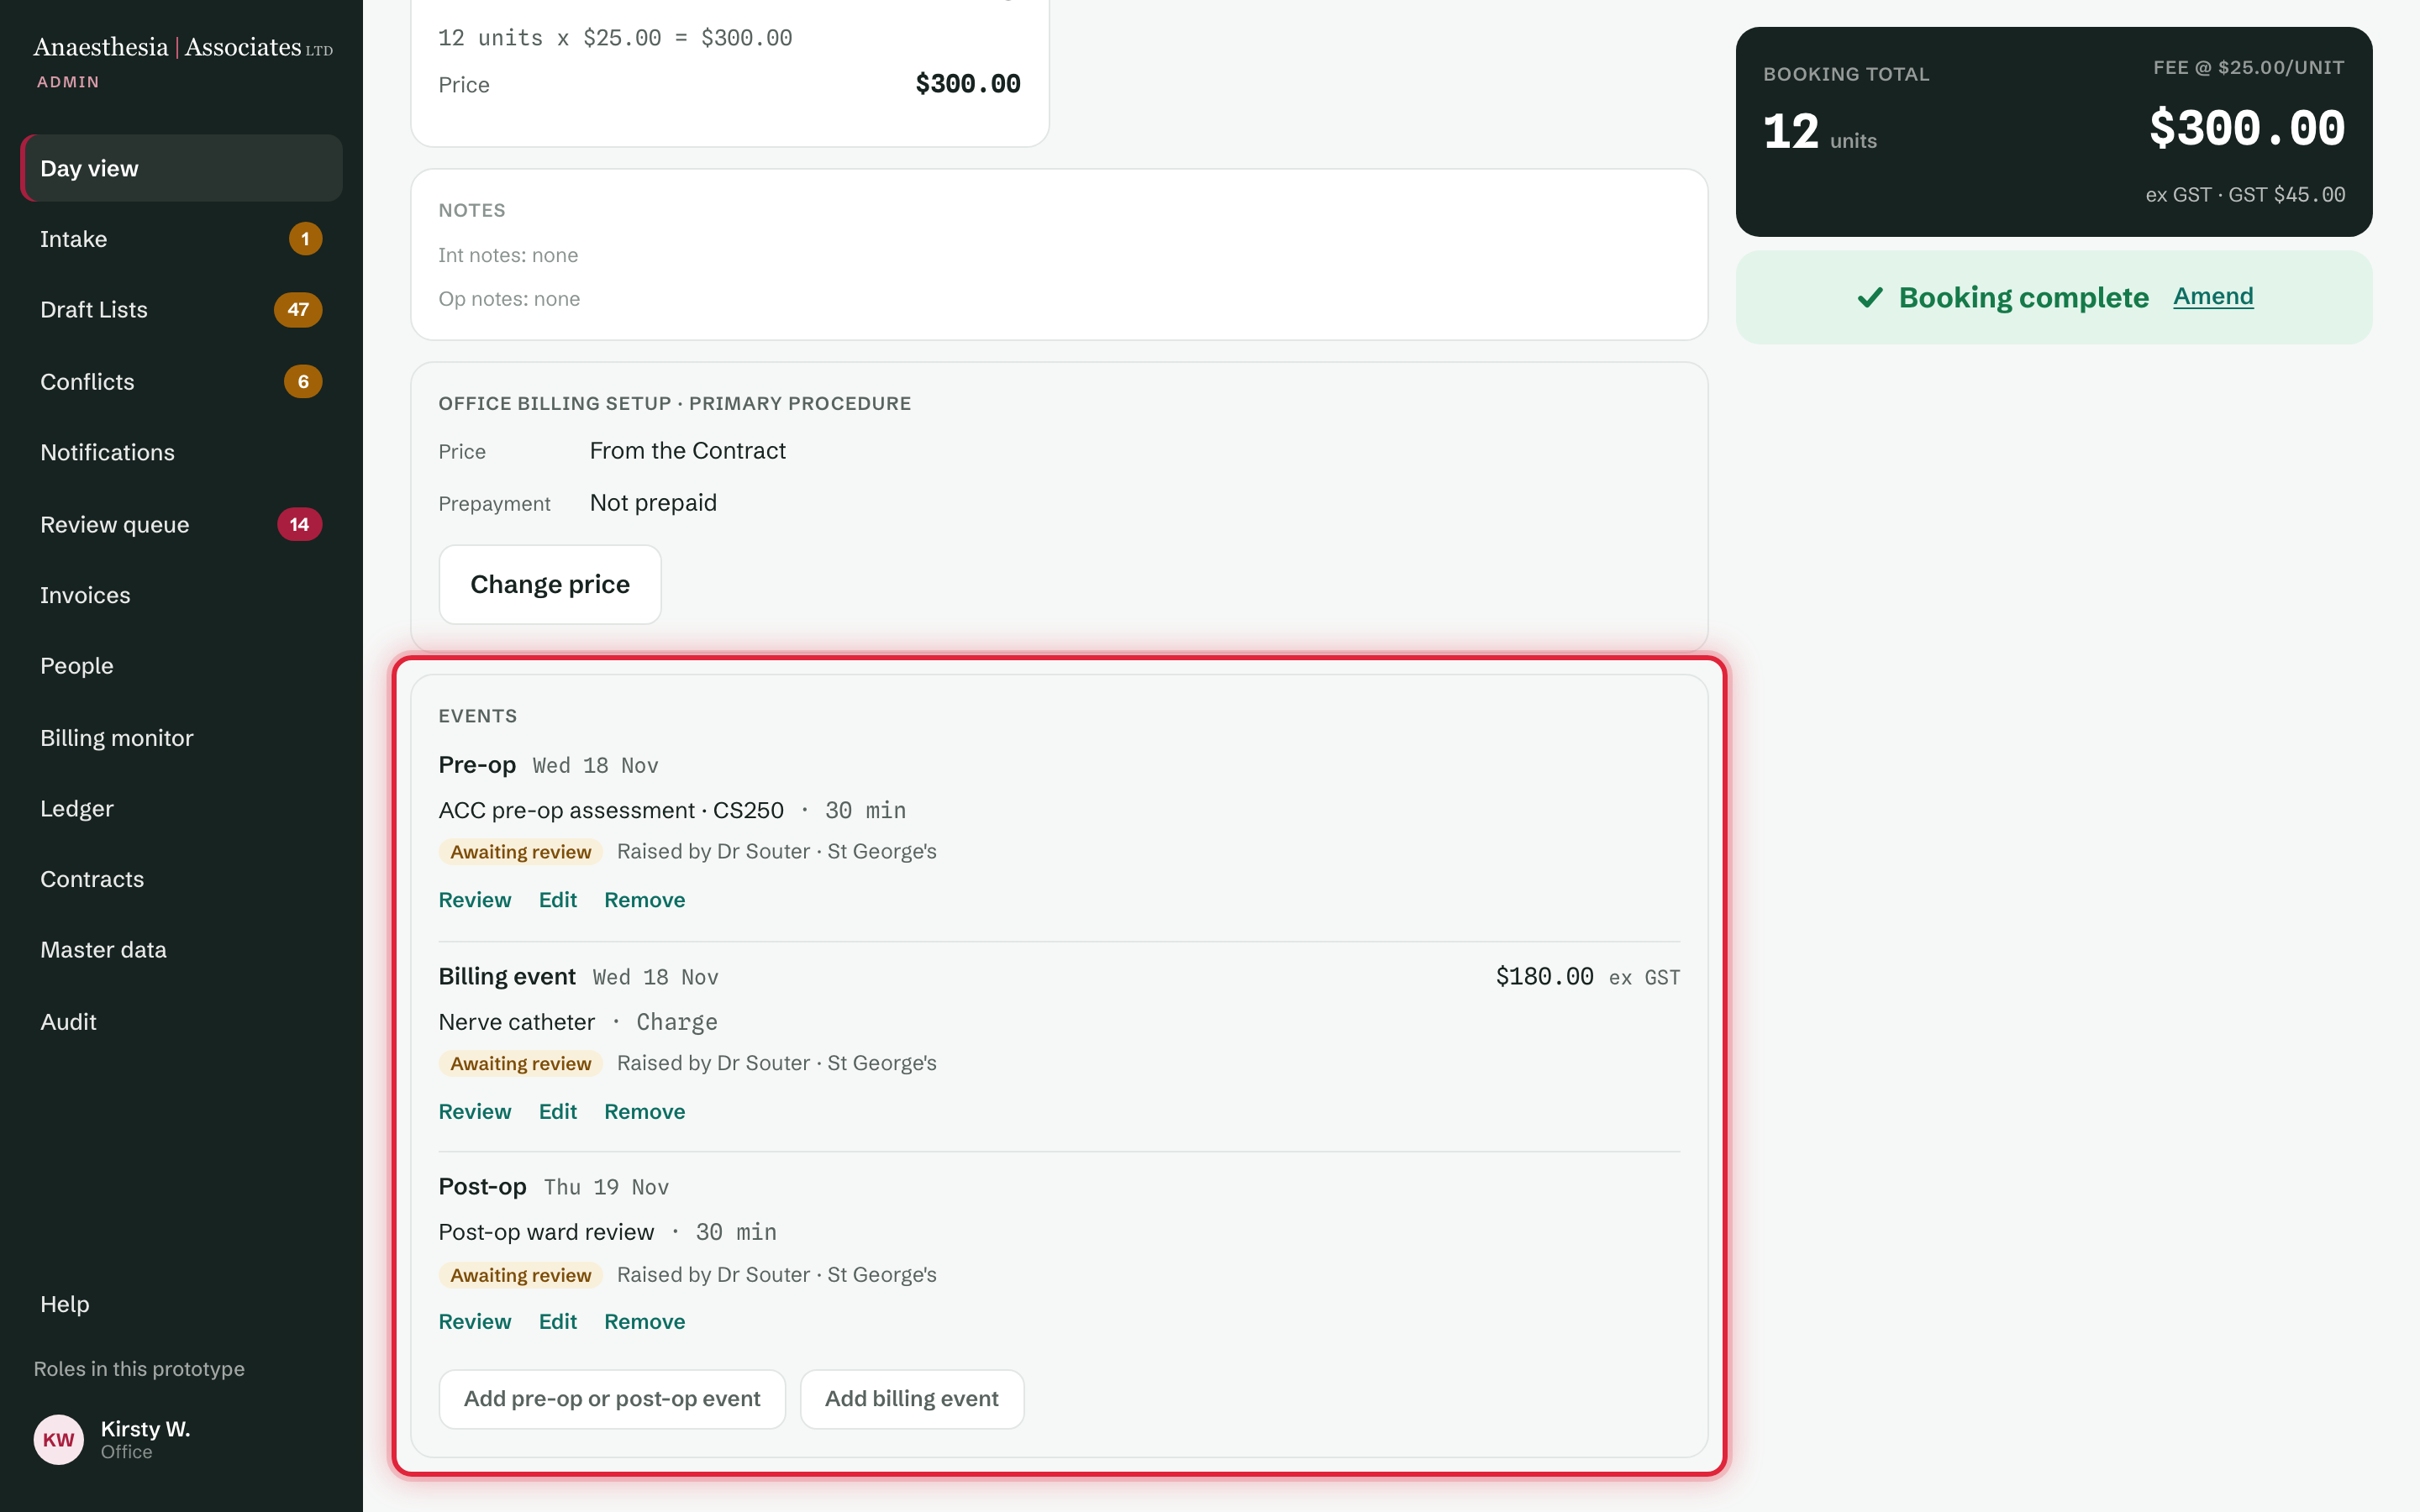 Anaesthesia | Associates LTD
ADMIN
Day view
Intake 1
Draft Lists 47
Conflicts 6
Notifications
Review queue 14
Invoices
People
Billing monitor
Ledger
Contracts
Master data
Audit
Help
Roles in this prototype
KW
Kirsty W.
Office
12 units x $25.00 = $300.00
Price $300.00
NOTES
Int notes: none
Op notes: none
OFFICE BILLING SETUP · PRIMARY PROCEDURE
Price From the Contract
Prepayment Not prepaid
Change price
EVENTS
Pre-op Wed 18 Nov
ACC pre-op assessment · CS250 · 30 min
Awaiting review Raised by Dr Souter · St George's
Review Edit Remove
Billing event Wed 18 Nov $180.00 ex GST
Nerve catheter · Charge
Awaiting review Raised by Dr Souter · St George's
Review Edit Remove
Post-op Thu 19 Nov
Post-op ward review · 30 min
Awaiting review Raised by Dr Souter · St George's
Review Edit Remove
Add pre-op or post-op event Add billing event
BOOKING TOTAL FEE @ $25.00/UNIT
12 units $300.00
ex GST · GST $45.00
Booking complete Amend